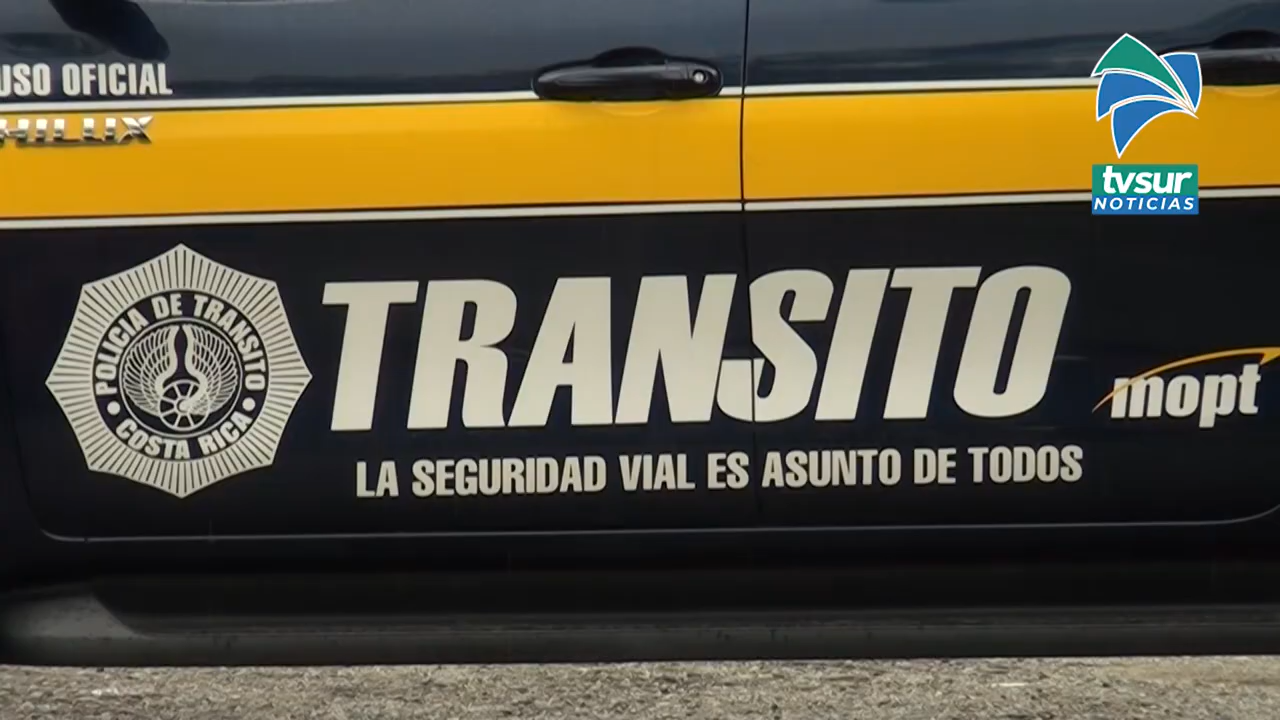 USO OFICIAL
HILUX
tvsur
NOTICIAS
POLICIA DE TRANSITO
COSTA RICA
TRANSITO
mopt
LA SEGURIDAD VIAL ES ASUNTO DE TODOS